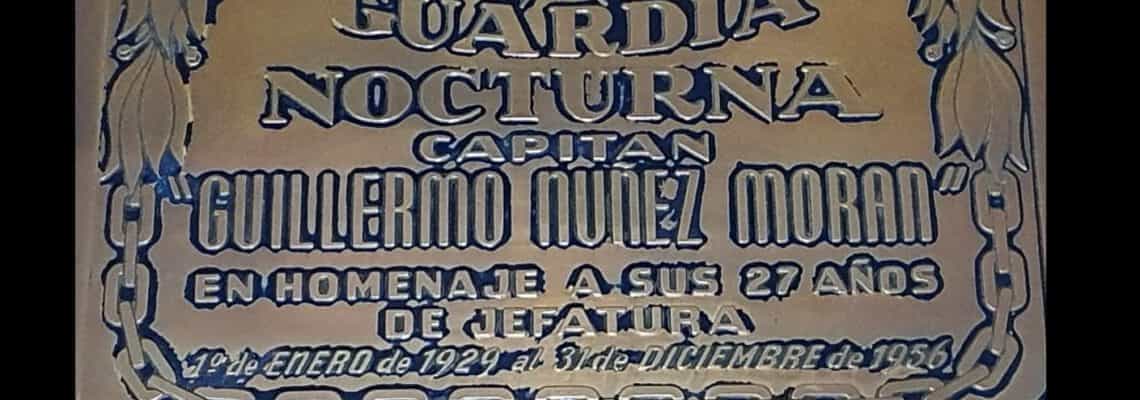 GUARDIA
NOCTURNA
CAPITAN
"GUILLERMO NUÑEZ MORAN"
EN HOMENAJE A SUS 27 AÑOS
DE JEFATURA
1º de ENERO de 1929 al 31 de DICIEMBRE de 1956